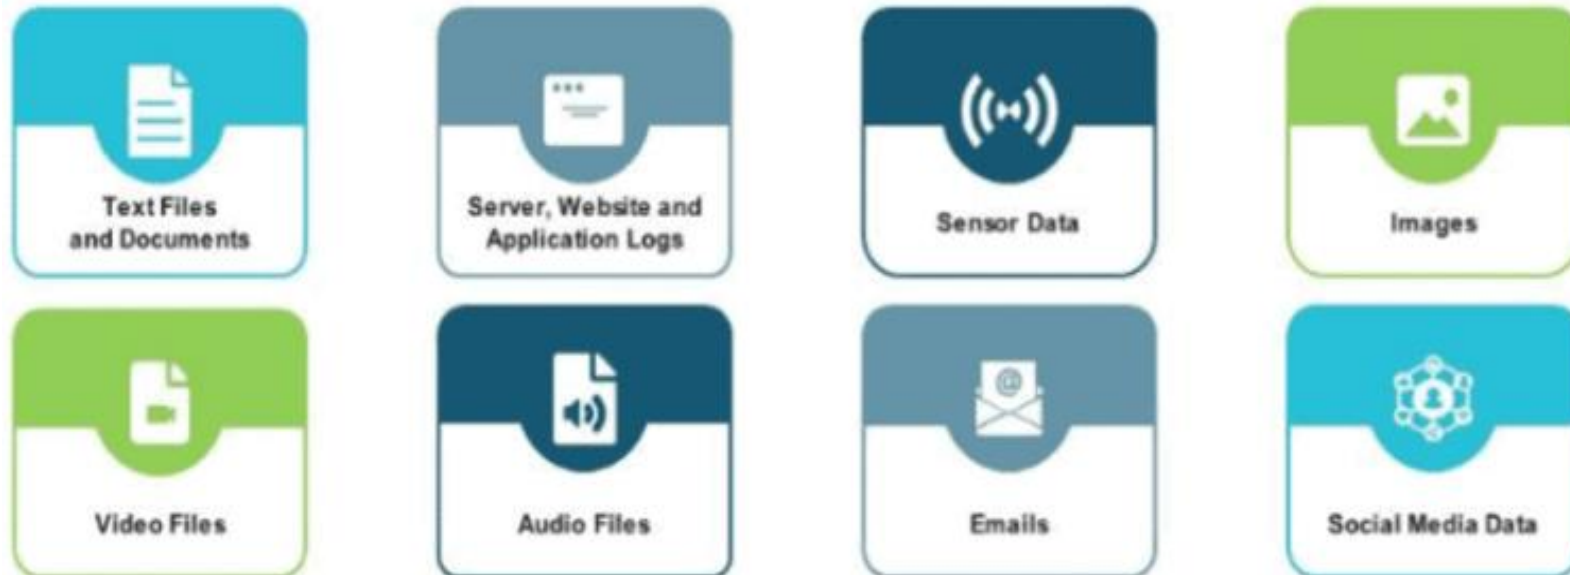 Text Files
and Documents
Server, Website and
Application Logs
Sensor Data
Images
Video Files
Audio Files
@
Emails
Social Media Data